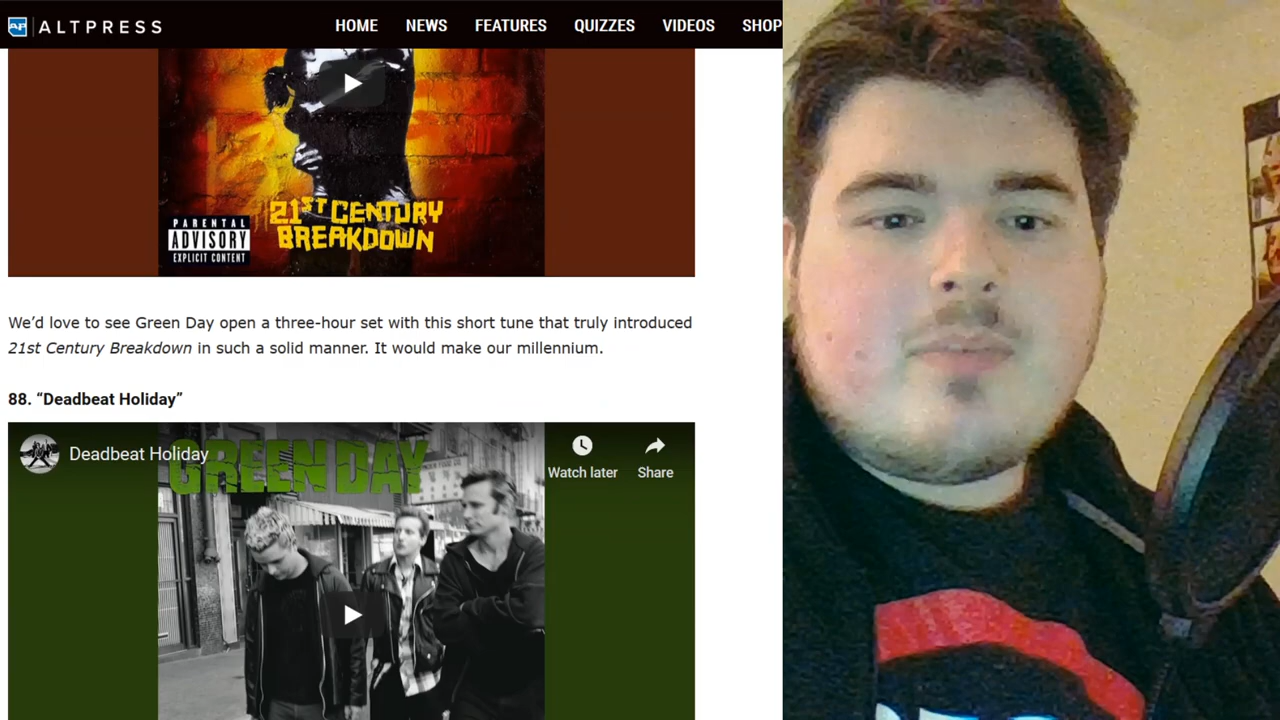 AP ALTPRESS HOME NEWS FEATURES QUIZZES VIDEOS SHOP
21ST CENTURY
BREAKDOWN
PARENTAL
ADVISORY
EXPLICIT CONTENT
We’d love to see Green Day open a three-hour set with this short tune that truly introduced
21st Century Breakdown in such a solid manner. It would make our millennium.
88. “Deadbeat Holiday”
Deadbeat Holiday
GREEN DAY
Watch later Share